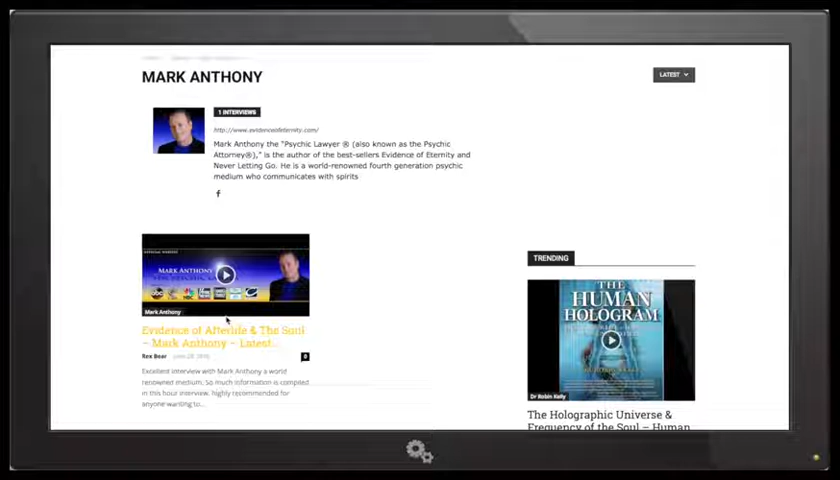 MARK ANTHONY
LATEST
1 INTERVIEWS
http://www.evidenceofeternity.com/
Mark Anthony the “Psychic Lawyer ® (also known as the Psychic
Attorney®),” is the author of the best-sellers Evidence of Eternity and
Never Letting Go. He is a world-renowned fourth generation psychic
medium who communicates with spirits
MARK ANTHONY
abc
Mark Anthony
Evidence of Afterlife & The Soul
– Mark Anthony – Latest...
Rex Bear
0
Excellent interview with Mark Anthony a world
renowned medium. So much information is compiled
in this hour interview. highly recommended for
anyone wanting to...
TRENDING
THE
HUMAN
HOLOGRAM
Dr Robin Kelly
The Holographic Universe &
Frequency of the Soul – Human